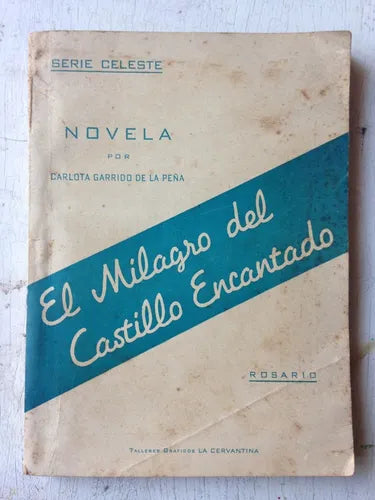 SERIE CELESTE
NOVELA
POR
CARLOTA GARRIDO DE LA PEÑA
El Milagro del
Castillo Encantado
ROSARIO
TALLERES GRAFICOS LA CERVANTINA